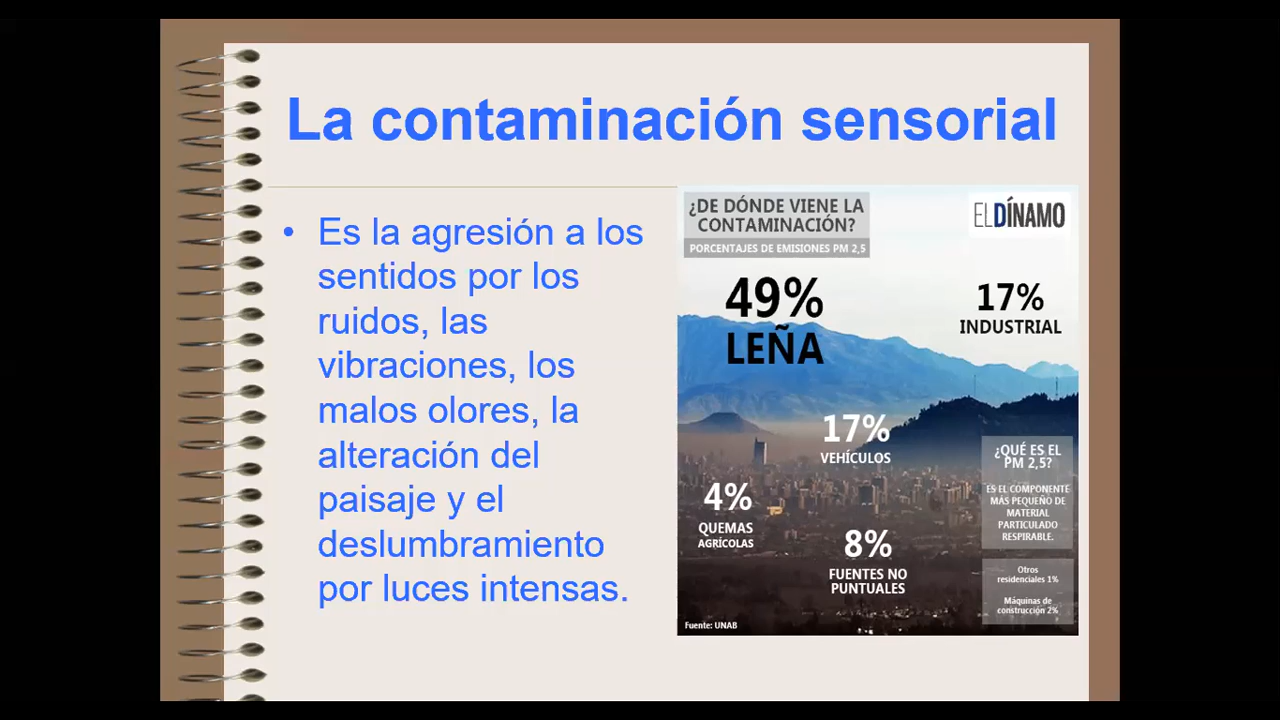 La contaminación sensorial
• Es la agresión a los
sentidos por los
ruidos, las
vibraciones, los
malos olores, la
alteración del
paisaje y el
deslumbramiento
por luces intensas.
¿DE DÓNDE VIENE LA
CONTAMINACIÓN?
PORCENTAJES DE EMISIONES PM 2,5
EL DÍNAMO
49%
LEÑA
17%
INDUSTRIAL
17%
VEHÍCULOS
4%
QUEMAS
AGRÍCOLAS
8%
FUENTES NO
PUNTUALES
¿QUÉ ES EL
PM 2,5?
ES EL COMPONENTE
MÁS PEQUEÑO DE
MATERIAL
PARTICULADO
RESPIRABLE.
Otros
residenciales 1%
Máquinas de
construcción 2%
Fuente: UNAB